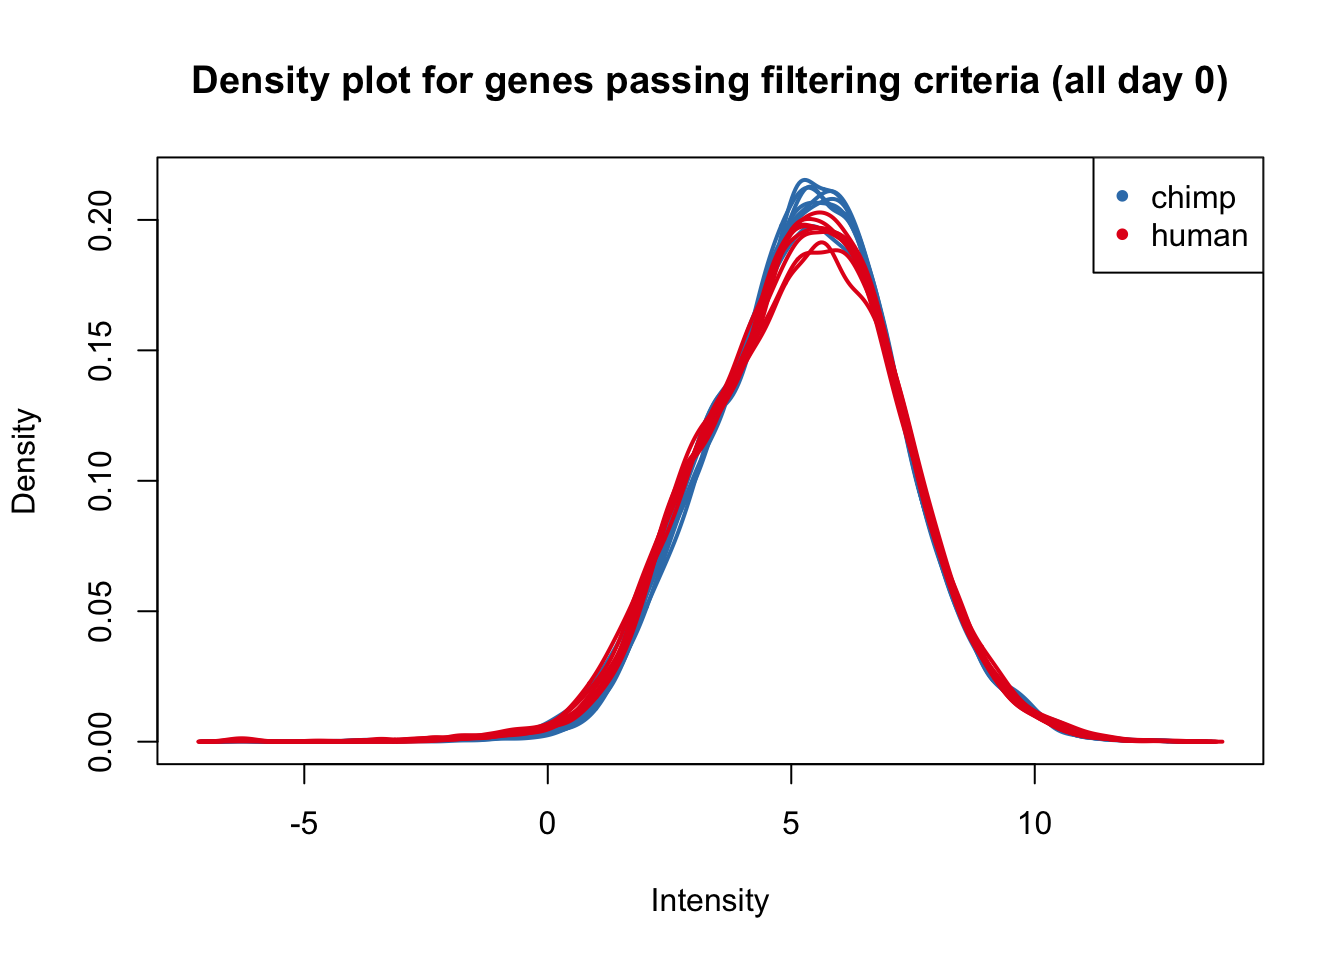 Density plot for genes passing filtering criteria (all day 0)
chimp
human
0.20
0.15
0.10
0.05
0.00
Density
-5 0 5 10
Intensity